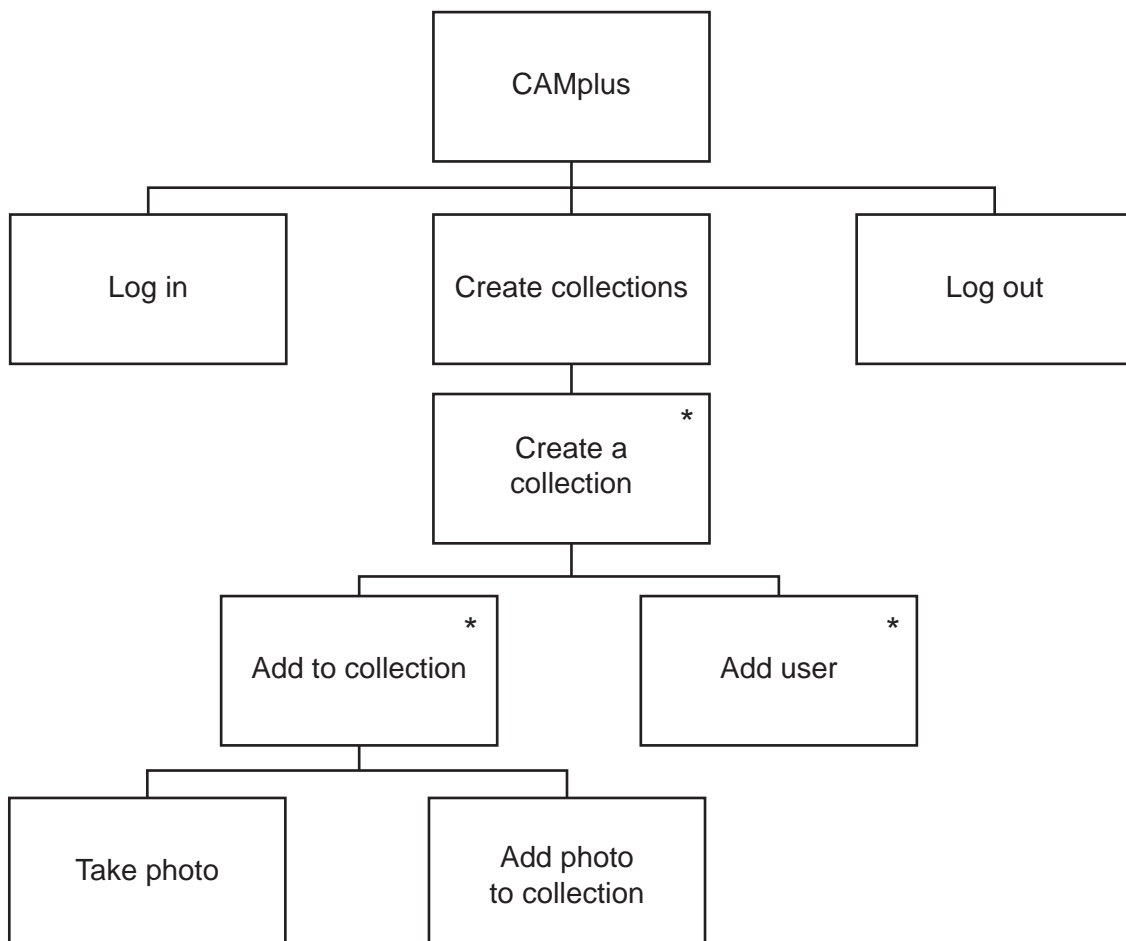 CAMplus
Log in
Create collections
Log out
*
Create a
collection
*
Add to collection
*
Add user
Take photo
Add photo
to collection